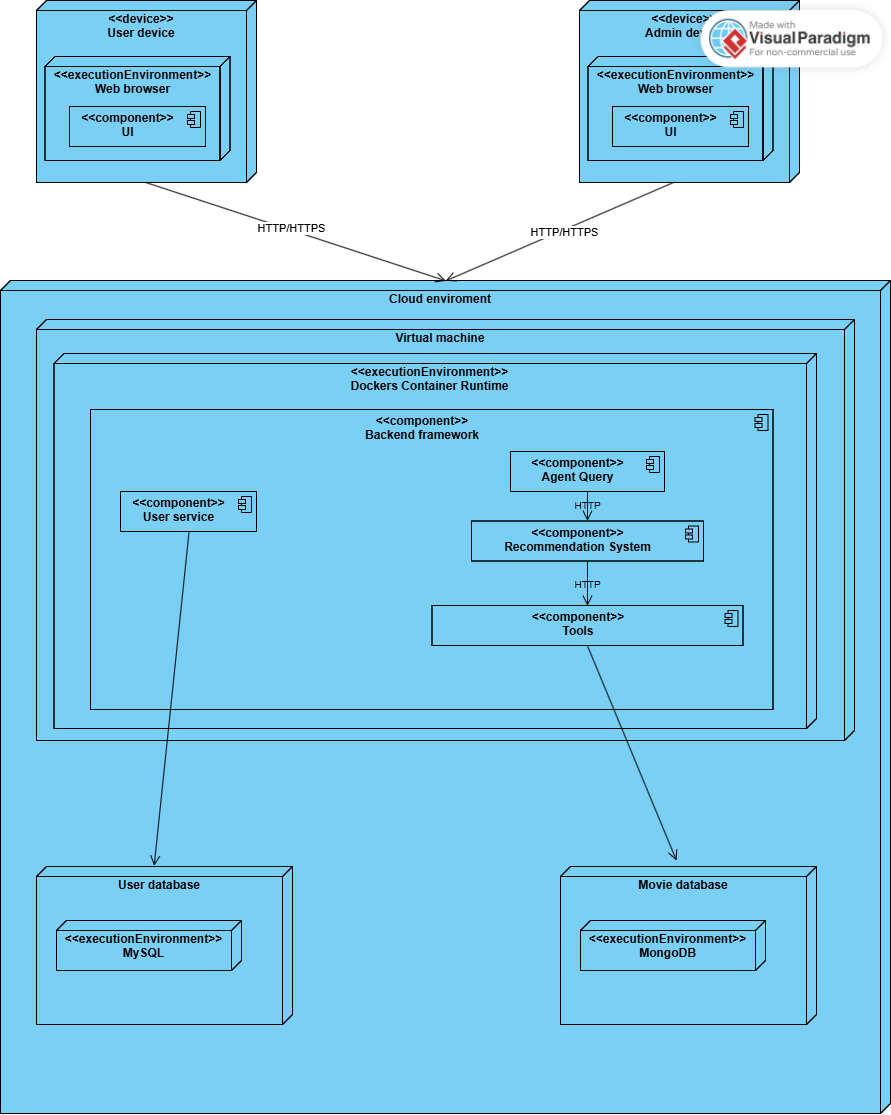 <<device>>
User device
<<executionEnvironment>>
Web browser
<<component>>
UI
<<device>
Admin de
Made with
VisualParadigm
For non-commercial use
<<executionEnvironment>>
Web browser
<<component>>
UI
HTTP/HTTPS
HTTP/HTTPS
Cloud enviroment
Virtual machine
<<executionEnvironment>>
Dockers Container Runtime
<<component>>
Backend framework
<<component>>
Agent Query
<<component>>
User service
HTTP
<<component>>
Recommendation System
HTTP
<<component>>
Tools
User database
<<executionEnvironment>>
MySQL
Movie database
<<executionEnvironment>>
MongoDB